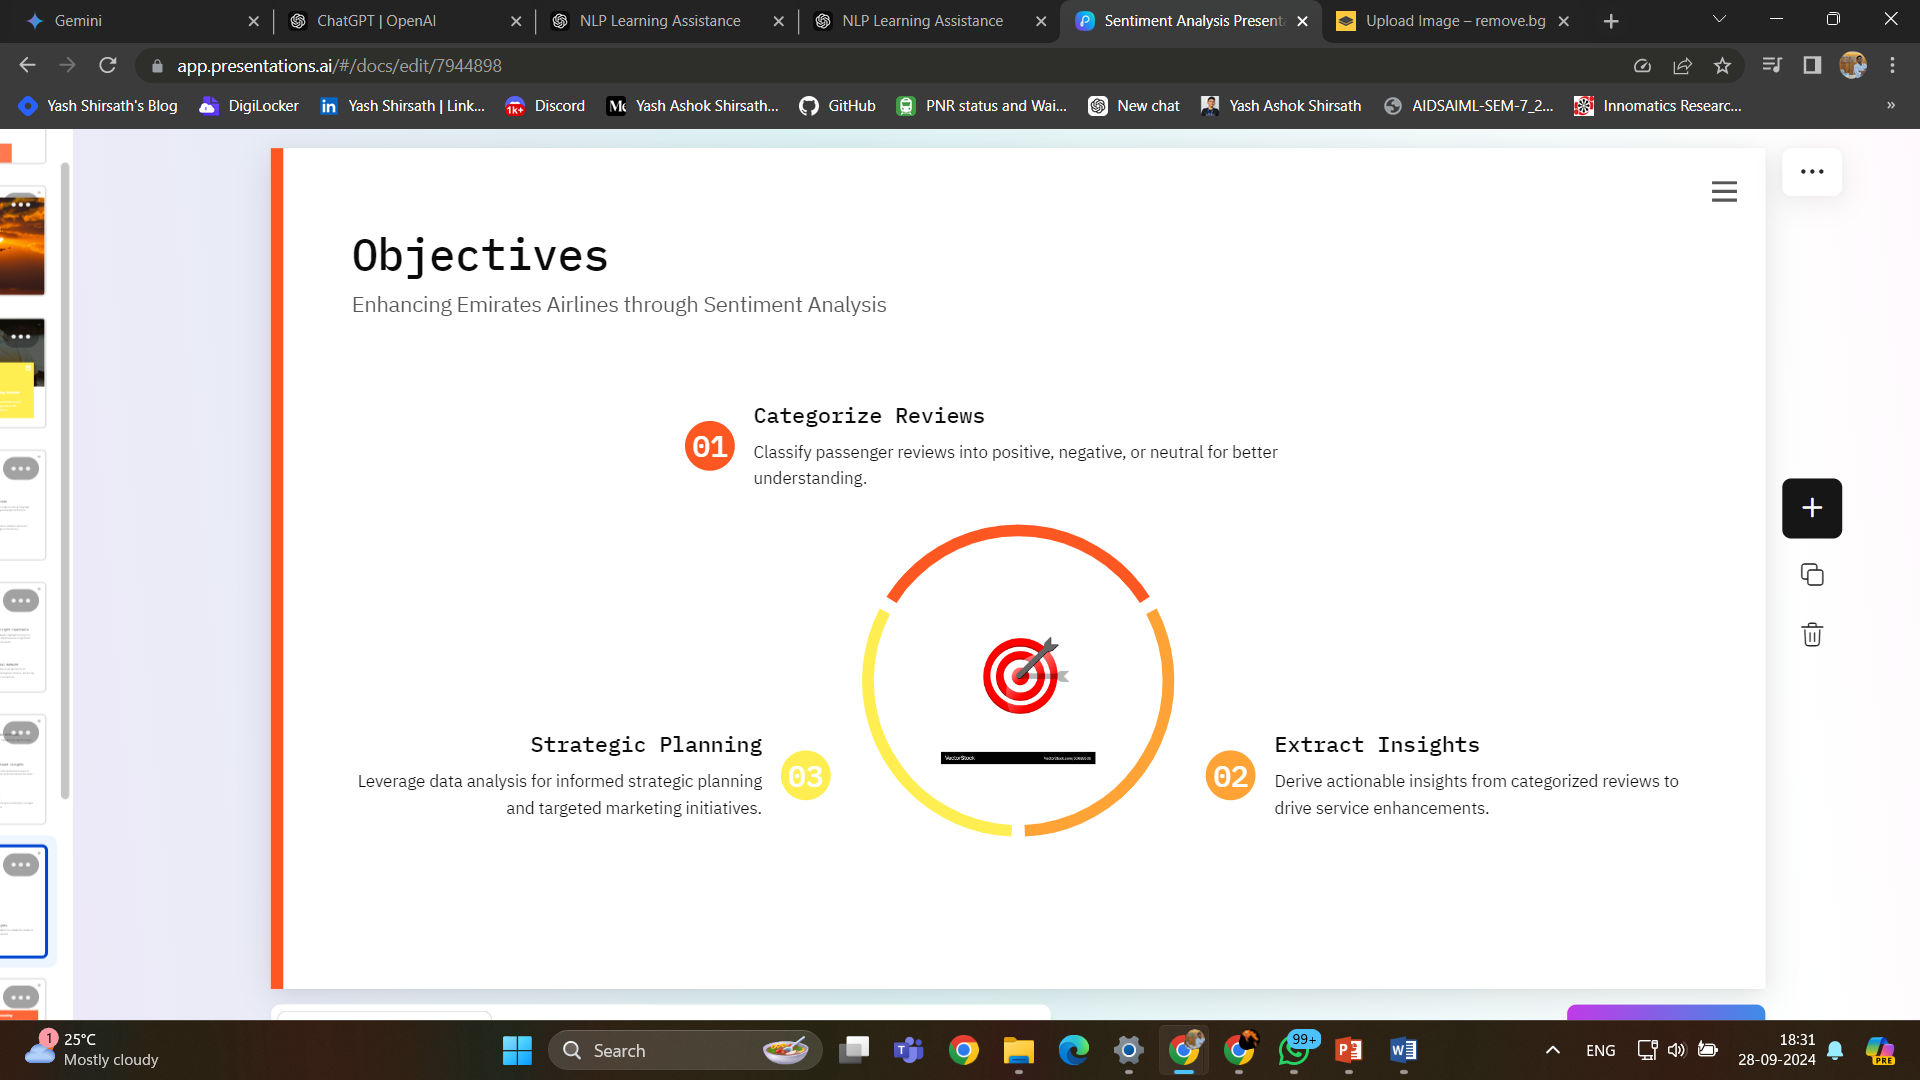 Gemini
ChatGPT | OpenAI
NLP Learning Assistance
NLP Learning Assistance
Sentiment Analysis Present
Upload Image – remove.bg
app.presentations.ai/#/docs/edit/7944898
Yash Shirsath's Blog
DigiLocker
Yash Shirsath | Link...
Discord
Yash Ashok Shirsath...
GitHub
PNR status and Wai...
New chat
Yash Ashok Shirsath
AIDSAIML-SEM-7_2...
Innomatics Researc...
»
Objectives
Enhancing Emirates Airlines through Sentiment Analysis
01
Categorize Reviews
Classify passenger reviews into positive, negative, or neutral for better
understanding.
Strategic Planning
Leverage data analysis for informed strategic planning
and targeted marketing initiatives.
03
VectorStock
02
Extract Insights
Derive actionable insights from categorized reviews to
drive service enhancements.
1
25°C
Mostly cloudy
Search
99+
ENG
18:31
28-09-2024
PRE